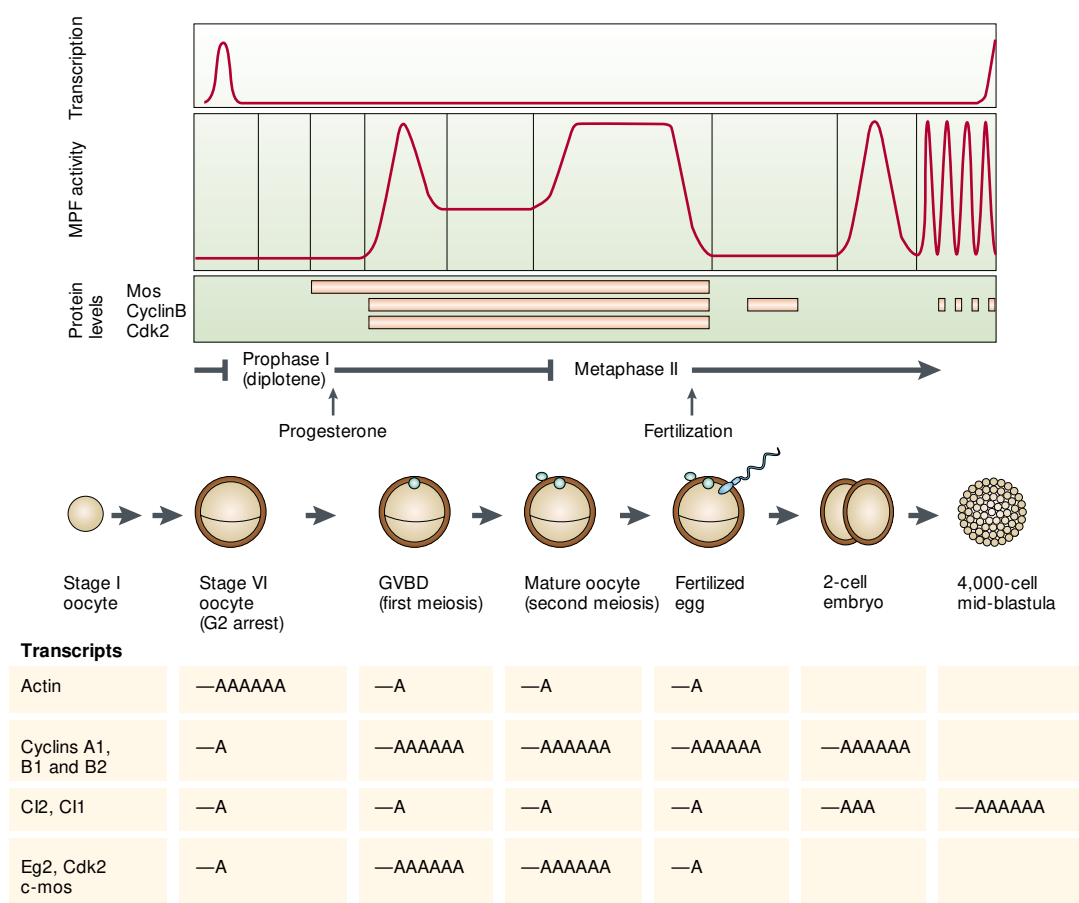 Transcription
MPF activity
Protein
levels
Mos
CyclinB
Cdk2
Prophase I
(diplotene)
Metaphase II
Progesterone
Fertilization
Stage I
oocyte
Stage VI
oocyte
(G2 arrest)
GVBD
(first meiosis)
Mature oocyte
(second meiosis)
Fertilized
egg
2-cell
embryo
4,000-cell
mid-blastula
Transcripts
Actin —AAAAAA —A —A —A
Cyclins A1,
B1 and B2 —A —AAAAAA —AAAAAA —AAAAAA —AAAAAA
Cl2, Cl1 —A —A —A —A —AAA —AAAAAA
Eg2, Cdk2
c-mos —A —AAAAAA —AAAAAA —A